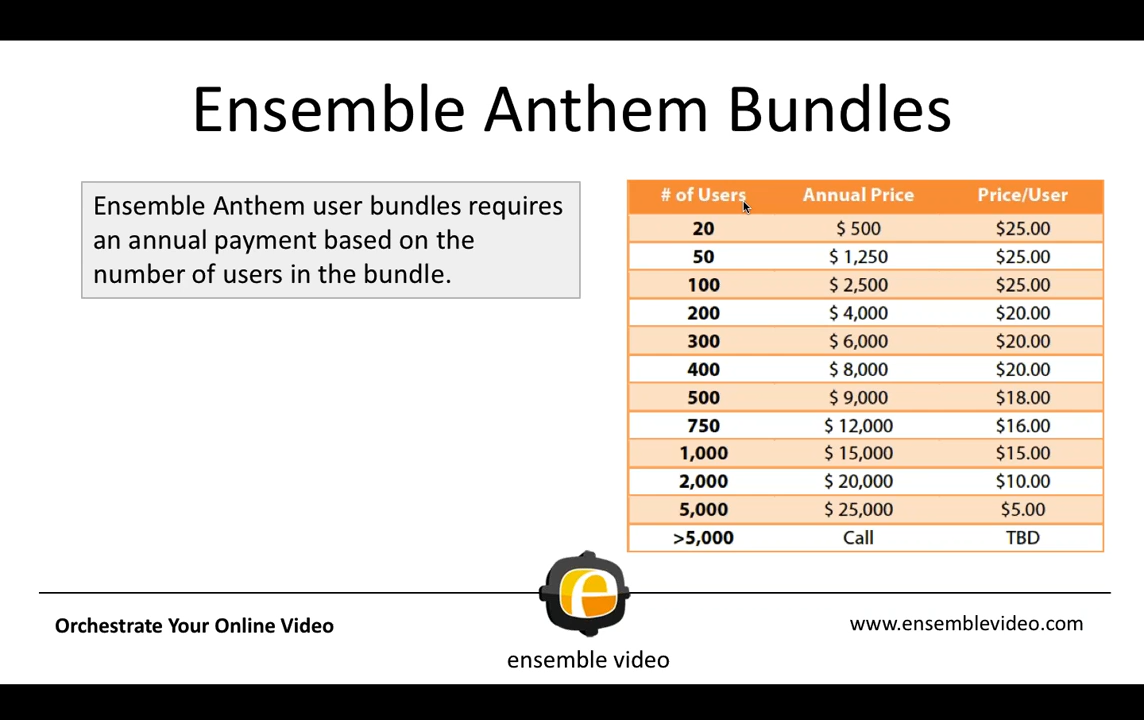 Ensemble Anthem Bundles
Ensemble Anthem user bundles requires
an annual payment based on the
number of users in the bundle.
# of Users Annual Price Price/User
20 $ 500 $25.00
50 $ 1,250 $25.00
100 $ 2,500 $25.00
200 $ 4,000 $20.00
300 $ 6,000 $20.00
400 $ 8,000 $20.00
500 $ 9,000 $18.00
750 $ 12,000 $16.00
1,000 $ 15,000 $15.00
2,000 $ 20,000 $10.00
5,000 $ 25,000 $5.00
>5,000 Call TBD
Orchestrate Your Online Video
e
ensemble video
www.ensemblevideo.com